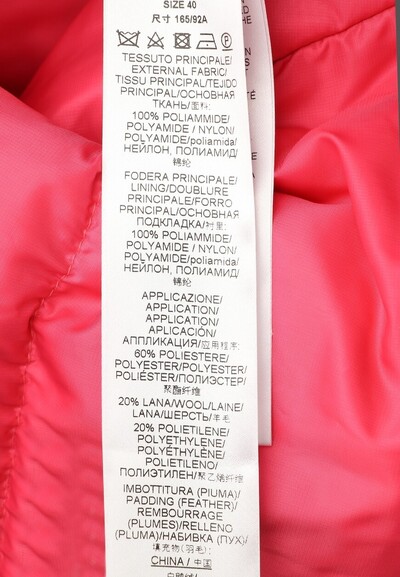 SIZE 40
尺寸 165/92A
P
TESSUTO PRINCIPALE/
EXTERNAL FABRIC/
TISSU PRINCIPAL/TEJIDO
PRINCIPAL/ОСНОВНАЯ
ТКАНЬ/面料:
100% POLIAMMIDE/
POLYAMIDE / NYLON/
POLYAMIDE/poliamida/
НЕЙЛОН, ПОЛИАМИД/
锦纶
FODERA PRINCIPALE/
LINING/DOUBLURE
PRINCIPALE/FORRO
PRINCIPAL/ОСНОВНАЯ
ПОДКЛАДКА/衬里:
100% POLIAMMIDE/
POLYAMIDE / NYLON/
POLYAMIDE/poliamida/
НЕЙЛОН, ПОЛИАМИД/
锦纶
APPLICAZIONE/
APPLICATION/
APPLICATION/
APLICACIÓN/
АППЛИКАЦИЯ/应用程序:
60% POLIESTERE/
POLYESTER/POLYESTER/
POLIÉSTER/ПОЛИЭСТЕР/
聚酯纤维
20% LANA/WOOL/LAINE/
LANA/ШЕРСТЬ/羊毛
20% POLIETILENE/
POLYETHYLENE/
POLYÉTHYLÈNE/
POLIETILENO/
ПОЛИЭТИЛЕН/聚乙烯纤维
IMBOTTITURA (PIUMA)/
PADDING (FEATHER)/
REMBOURRAGE
(PLUMES)/RELLENO
(PLUMA)/НАБИВКА (ПУХ)/
填充物(羽毛):
CHINA / 中国